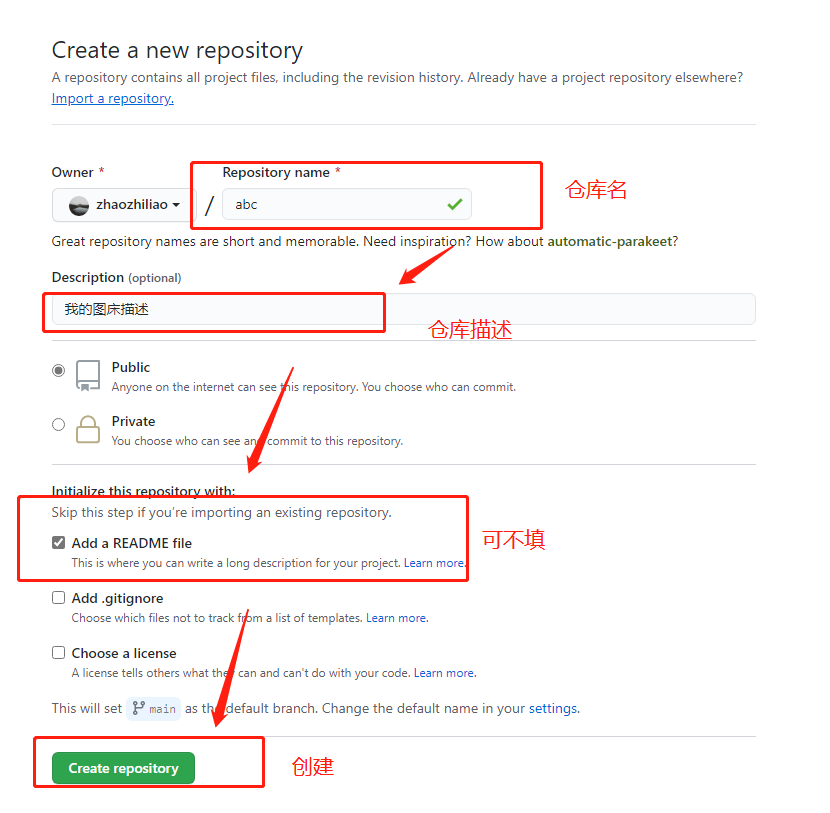 Create a new repository
A repository contains all project files, including the revision history. Already have a project repository elsewhere?
Import a repository.
Owner *
Repository name *
zhaozhiliao
/
abc
仓库名
Great repository names are short and memorable. Need inspiration? How about automatic-parakeet?
Description (optional)
我的图床描述
仓库描述
Public
Anyone on the internet can see this repository. You choose who can commit.
Private
You choose who can see and commit to this repository.
Initialize this repository with:
Skip this step if you're importing an existing repository.
可不填
Add a README file
This is where you can write a long description for your project. Learn more.
Add .gitignore
Choose which files not to track from a list of templates. Learn more.
Choose a license
A license tells others what they can and can't do with your code. Learn more.
This will set main as the default branch. Change the default name in your settings.
Create repository
创建